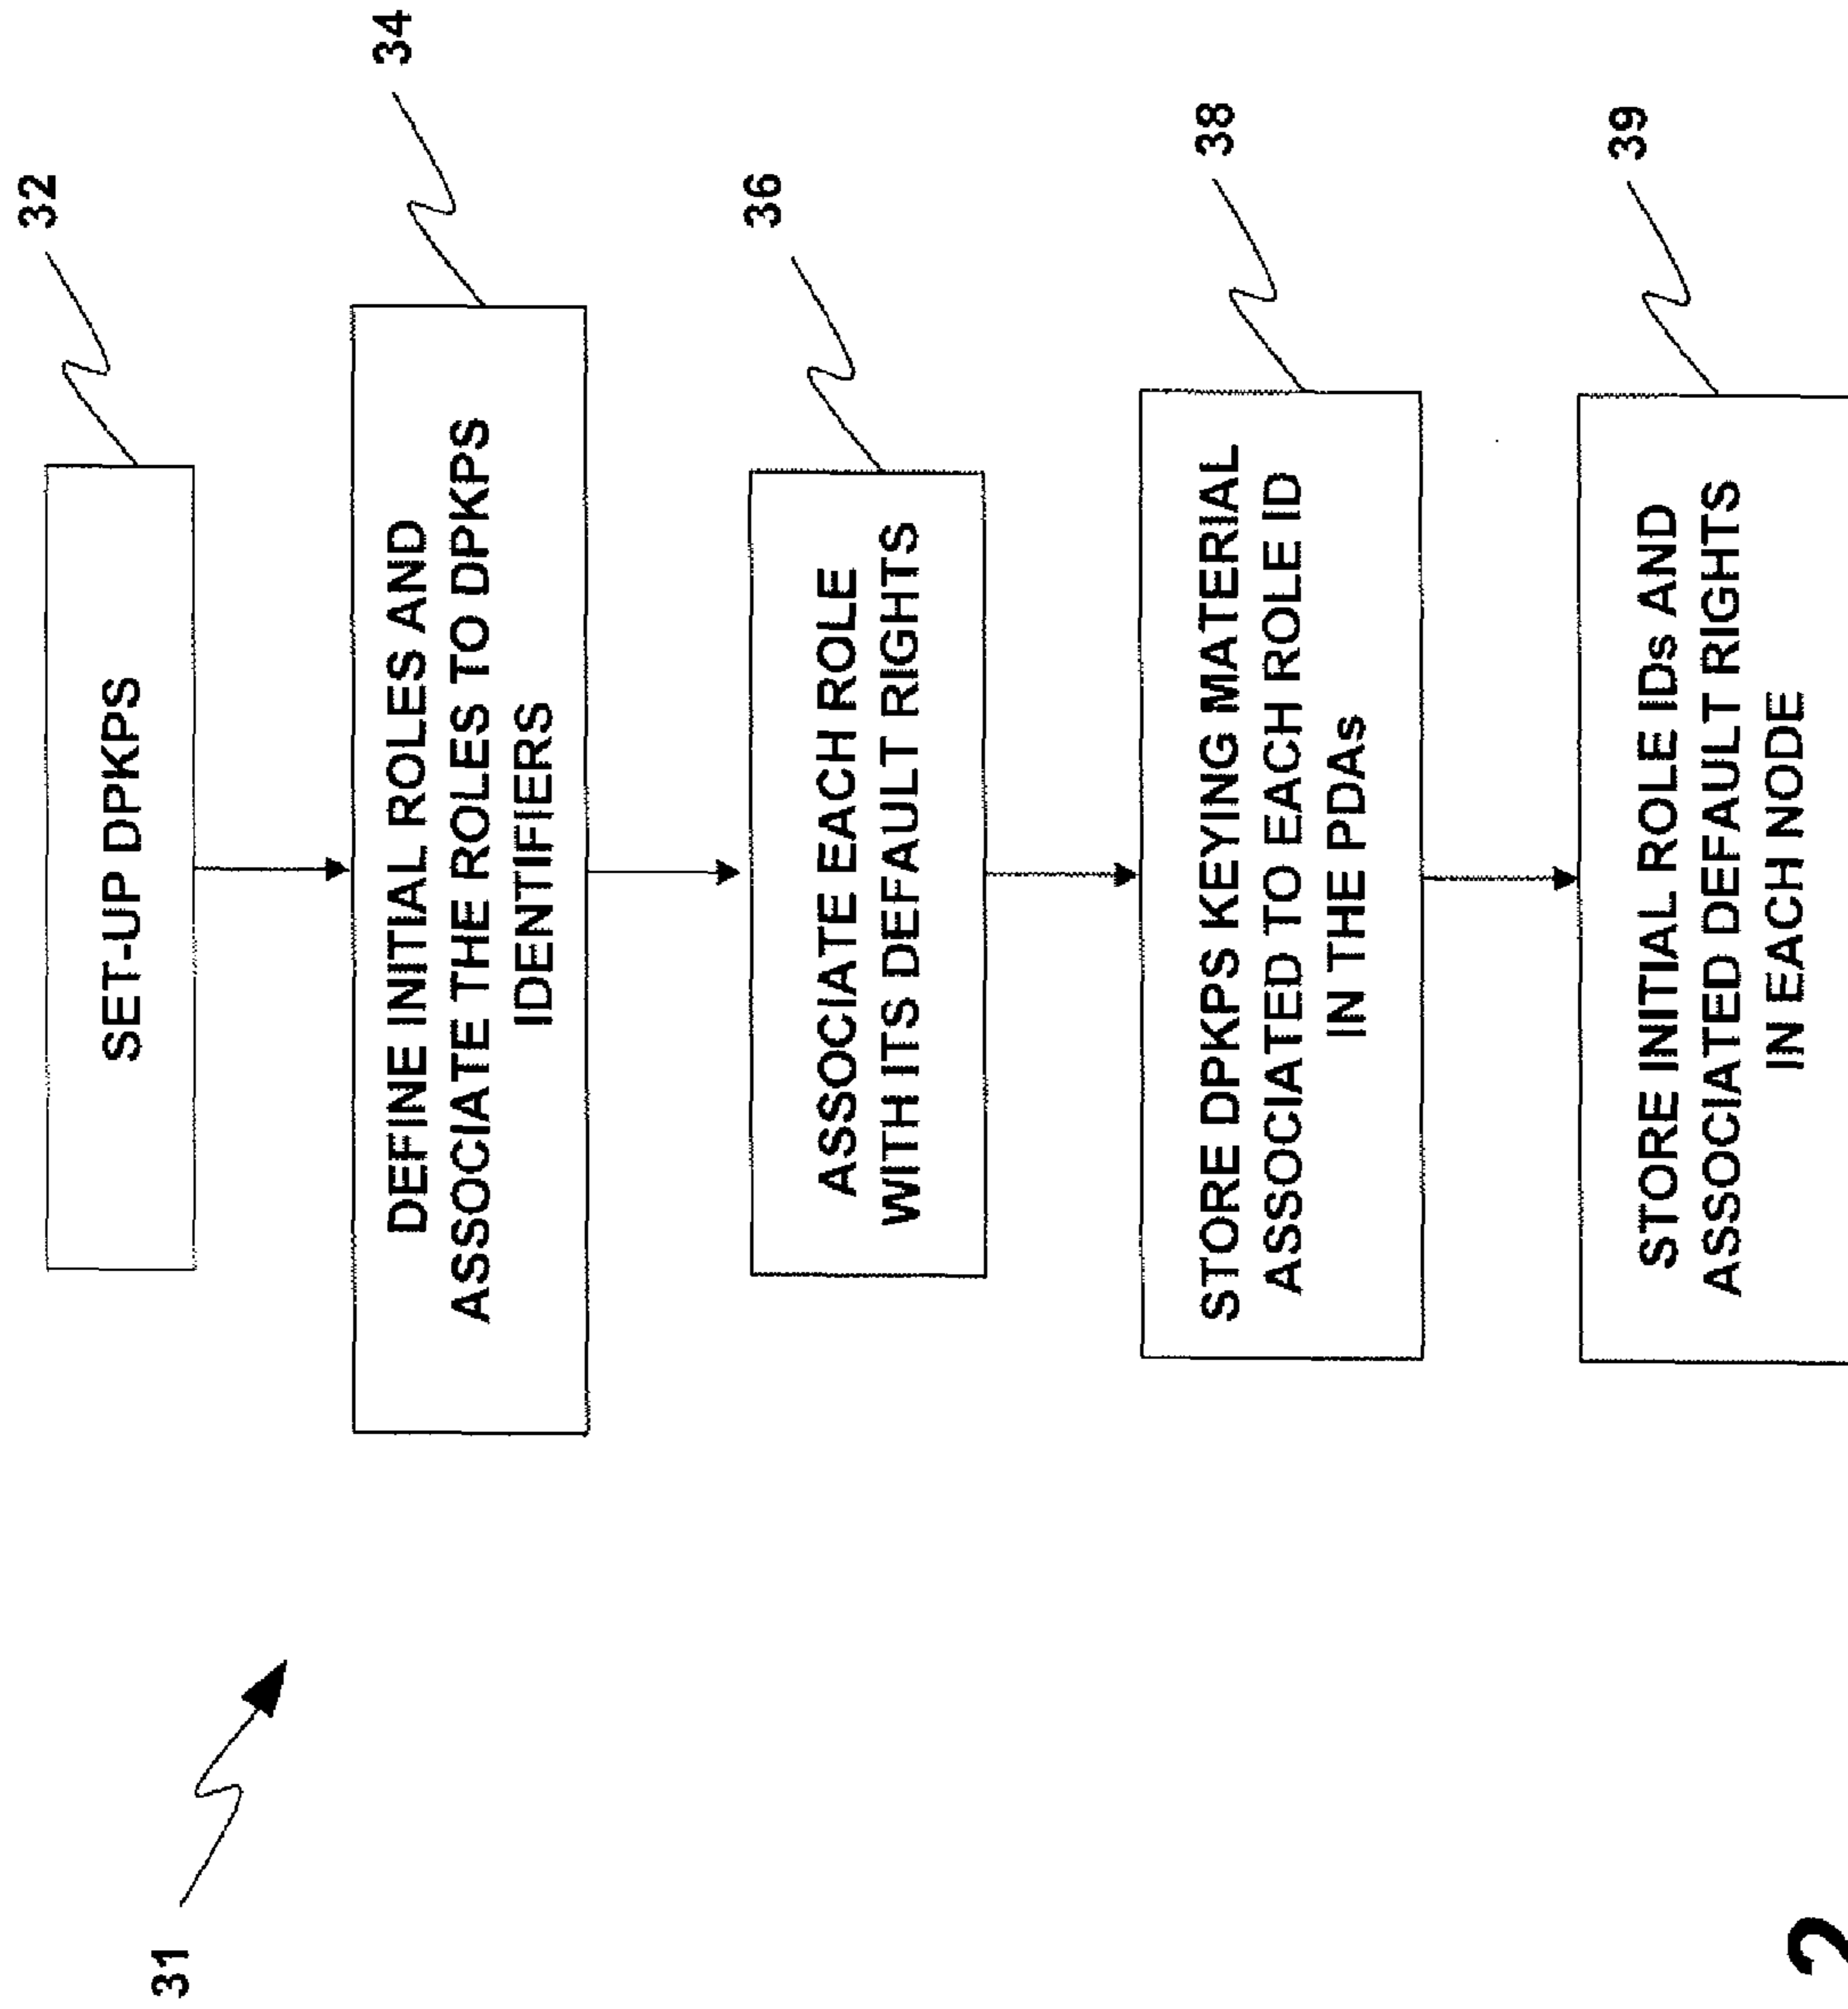 31
32
SET-UP DPKPS
34
DEFINE INITIAL ROLES AND
ASSOCIATE THE ROLES TO DPKPS
IDENTIFIERS
36
ASSOCIATE EACH ROLE
WITH ITS DEFAULT RIGHTS
38
STORE DPKPS KEYING MATERIAL
ASSOCIATED TO EACH ROLE ID
IN THE PDAs
39
STORE INITIAL ROLE IDs AND
ASSOCIATED DEFAULT RIGHTS
IN EACH NODE
2